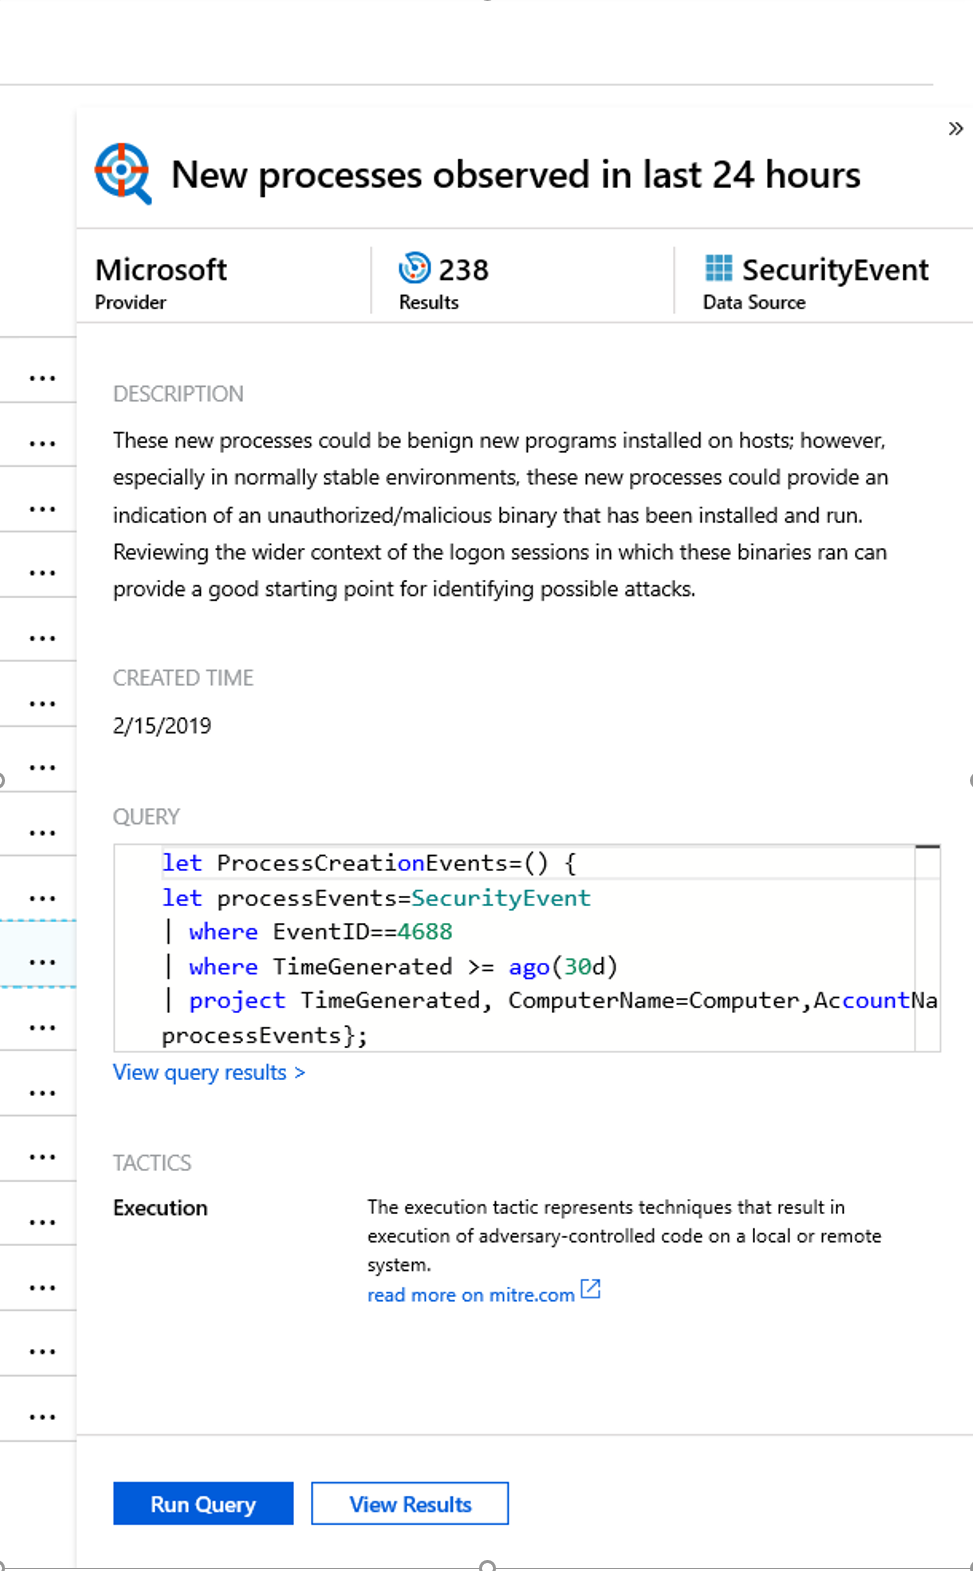 »
New processes observed in last 24 hours
Microsoft
Provider
238
Results
SecurityEvent
Data Source
DESCRIPTION
These new processes could be benign new programs installed on hosts; however,
especially in normally stable environments, these new processes could provide an
indication of an unauthorized/malicious binary that has been installed and run.
Reviewing the wider context of the logon sessions in which these binaries ran can
provide a good starting point for identifying possible attacks.
CREATED TIME
2/15/2019
QUERY
let ProcessCreationEvents=() {
let processEvents=SecurityEvent
| where EventID==4688
| where TimeGenerated >= ago(30d)
| project TimeGenerated, ComputerName=Computer,AccountNa
processEvents};
View query results >
TACTICS
Execution
The execution tactic represents techniques that result in
execution of adversary-controlled code on a local or remote
system.
read more on mitre.com
Run Query
View Results